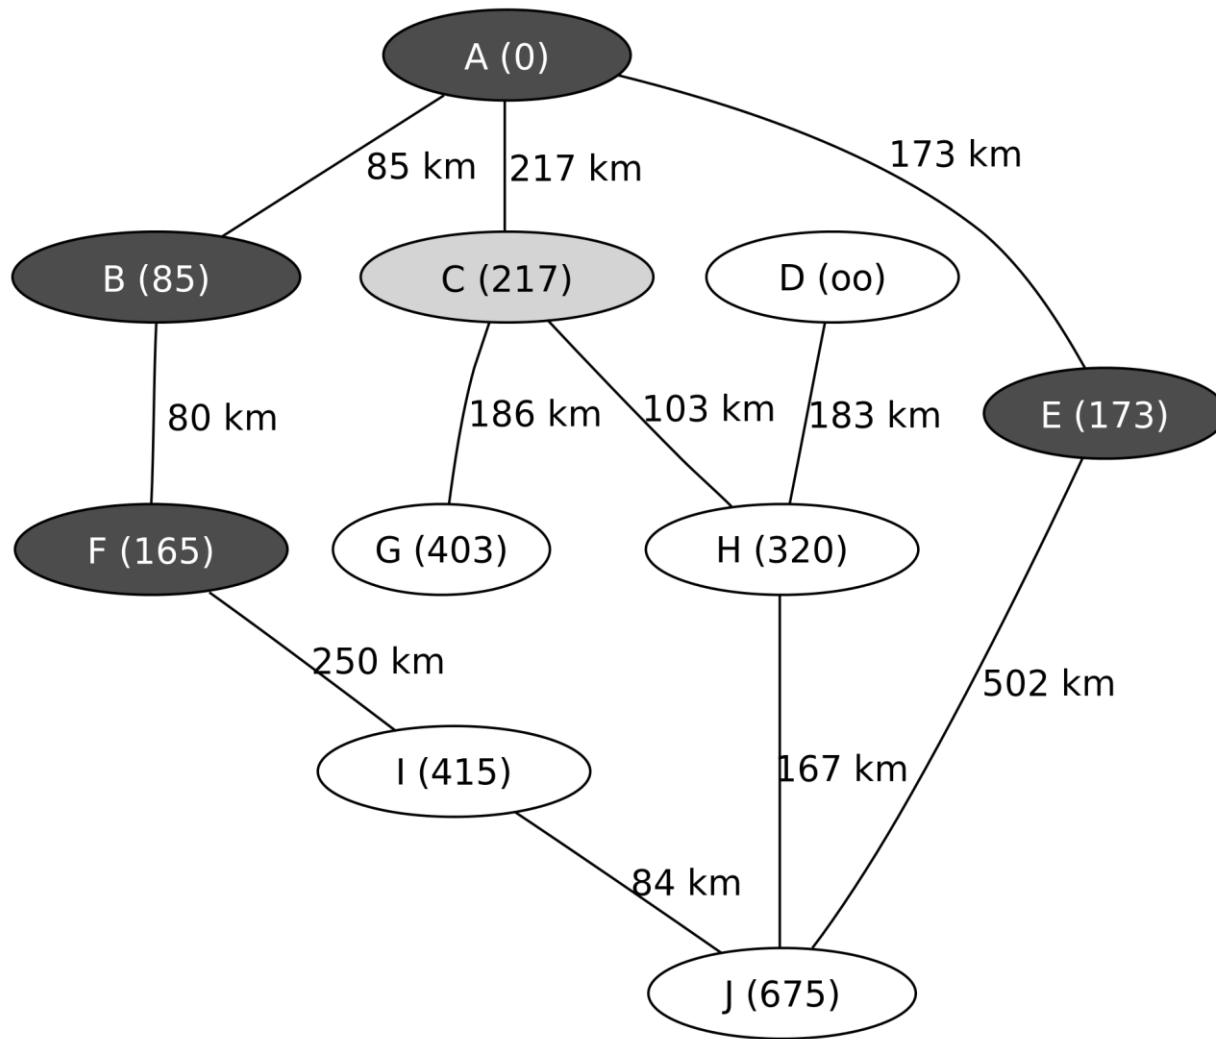 A (0)
85 km
217 km
173 km
B (85)
C (217)
D (oo)
80 km
186 km
103 km
183 km
E (173)
F (165)
G (403)
H (320)
250 km
502 km
I (415)
167 km
84 km
J (675)